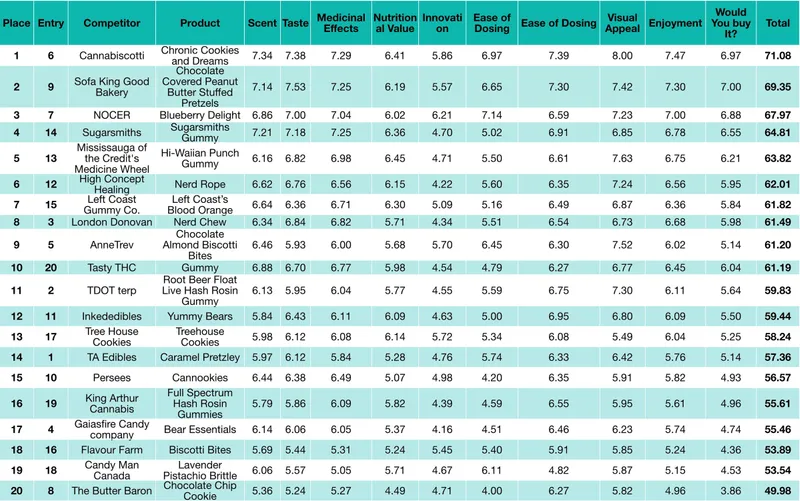 Place Entry Competitor Product Scent Taste Medicinal Effects Nutrition al Value Innovati on Ease of Dosing Ease of Dosing Visual Appeal Enjoyment Would You buy It? Total
1 6 Cannabiscotti Chronic Cookies and Dreams 7.34 7.38 7.29 6.41 5.86 6.97 7.39 8.00 7.47 6.97 71.08
2 9 Sofa King Good Bakery Chocolate Covered Peanut Butter Stuffed Pretzels 7.14 7.53 7.25 6.19 5.57 6.65 7.30 7.42 7.30 7.00 69.35
3 7 NOCER Blueberry Delight 6.86 7.00 7.04 6.02 6.21 7.14 6.59 7.23 7.00 6.88 67.97
4 14 Sugarsmiths Sugarsmiths Gummy 7.21 7.18 7.25 6.36 4.70 5.02 6.91 6.85 6.78 6.55 64.81
5 13 Mississauga of the Credit's Medicine Wheel Hi-Waiian Punch Gummy 6.16 6.82 6.98 6.45 4.71 5.50 6.61 7.63 6.75 6.21 63.82
6 12 High Concept Healing Nerd Rope 6.62 6.76 6.56 6.15 4.22 5.60 6.35 7.24 6.56 5.95 62.01
7 15 Left Coast Gummy Co. Left Coast's Blood Orange 6.64 6.36 6.71 6.30 5.09 5.16 6.49 6.87 6.36 5.84 61.82
8 3 London Donovan Nerd Chew 6.34 6.84 6.82 5.71 4.34 5.51 6.54 6.73 6.68 5.98 61.49
9 5 AnneTrev Chocolate Almond Biscotti Bites 6.46 5.93 6.00 5.68 5.70 6.45 6.30 7.52 6.02 5.14 61.20
10 20 Tasty THC Gummy 6.88 6.70 6.77 5.98 4.54 4.79 6.27 6.77 6.45 6.04 61.19
11 2 TDOT terp Root Beer Float Live Hash Rosin Gummy 6.13 5.95 6.04 5.77 4.55 5.59 6.75 7.30 6.11 5.64 59.83
12 11 Inkededibles Yummy Bears 5.84 6.43 6.11 6.09 4.63 5.00 6.95 6.80 6.09 5.50 59.44
13 17 Tree House Cookies Treehouse Cookies 5.98 6.12 6.08 6.14 5.72 5.34 6.08 5.49 6.04 5.25 58.24
14 1 TA Edibles Caramel Pretzley 5.97 6.12 5.84 5.28 4.76 5.74 6.33 6.42 5.76 5.14 57.36
15 10 Persees Cannookies 6.44 6.38 6.49 5.07 4.98 4.20 6.35 5.91 5.82 4.93 56.57
16 19 King Arthur Cannabis Full Spectrum Hash Rosin Gummies 5.79 5.86 6.09 5.82 4.39 4.59 6.55 5.95 5.61 4.96 55.61
17 4 Gaiasfire Candy company Bear Essentials 6.14 6.06 6.05 5.37 4.16 4.51 6.46 6.23 5.74 4.74 55.46
18 16 Flavour Farm Biscotti Bites 5.69 5.44 5.31 5.24 5.45 5.40 5.91 5.85 5.24 4.36 53.89
19 18 Candy Man Canada Lavender Pistachio Brittle 6.06 5.57 5.05 5.71 4.67 6.11 4.82 5.87 5.15 4.53 53.54
20 8 The Butter Baron Chocolate Chip Cookie 5.36 5.24 5.27 4.49 4.71 4.00 6.27 5.82 4.96 3.86 49.98